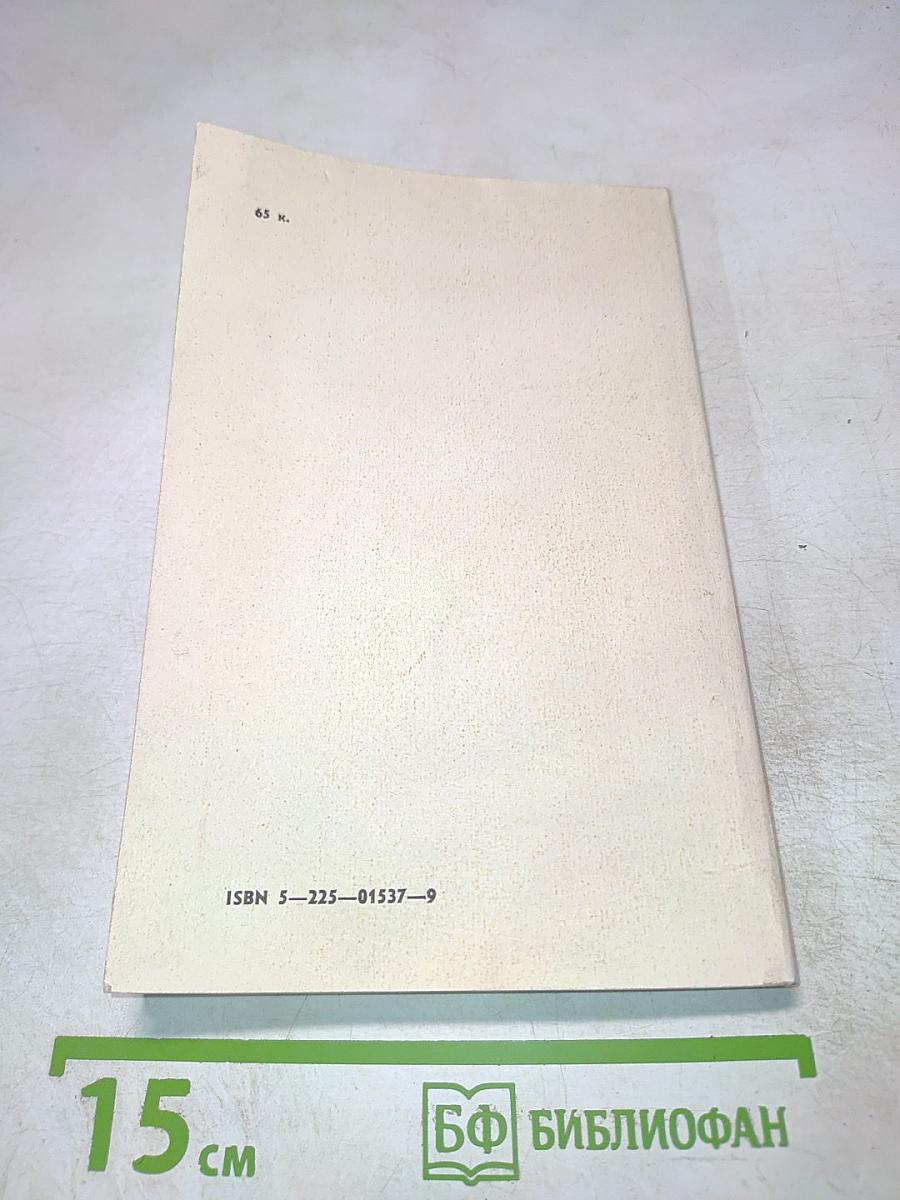 65 к.
ISBN 5—225—01537—9
15 см
БФ БИБЛИОФАН